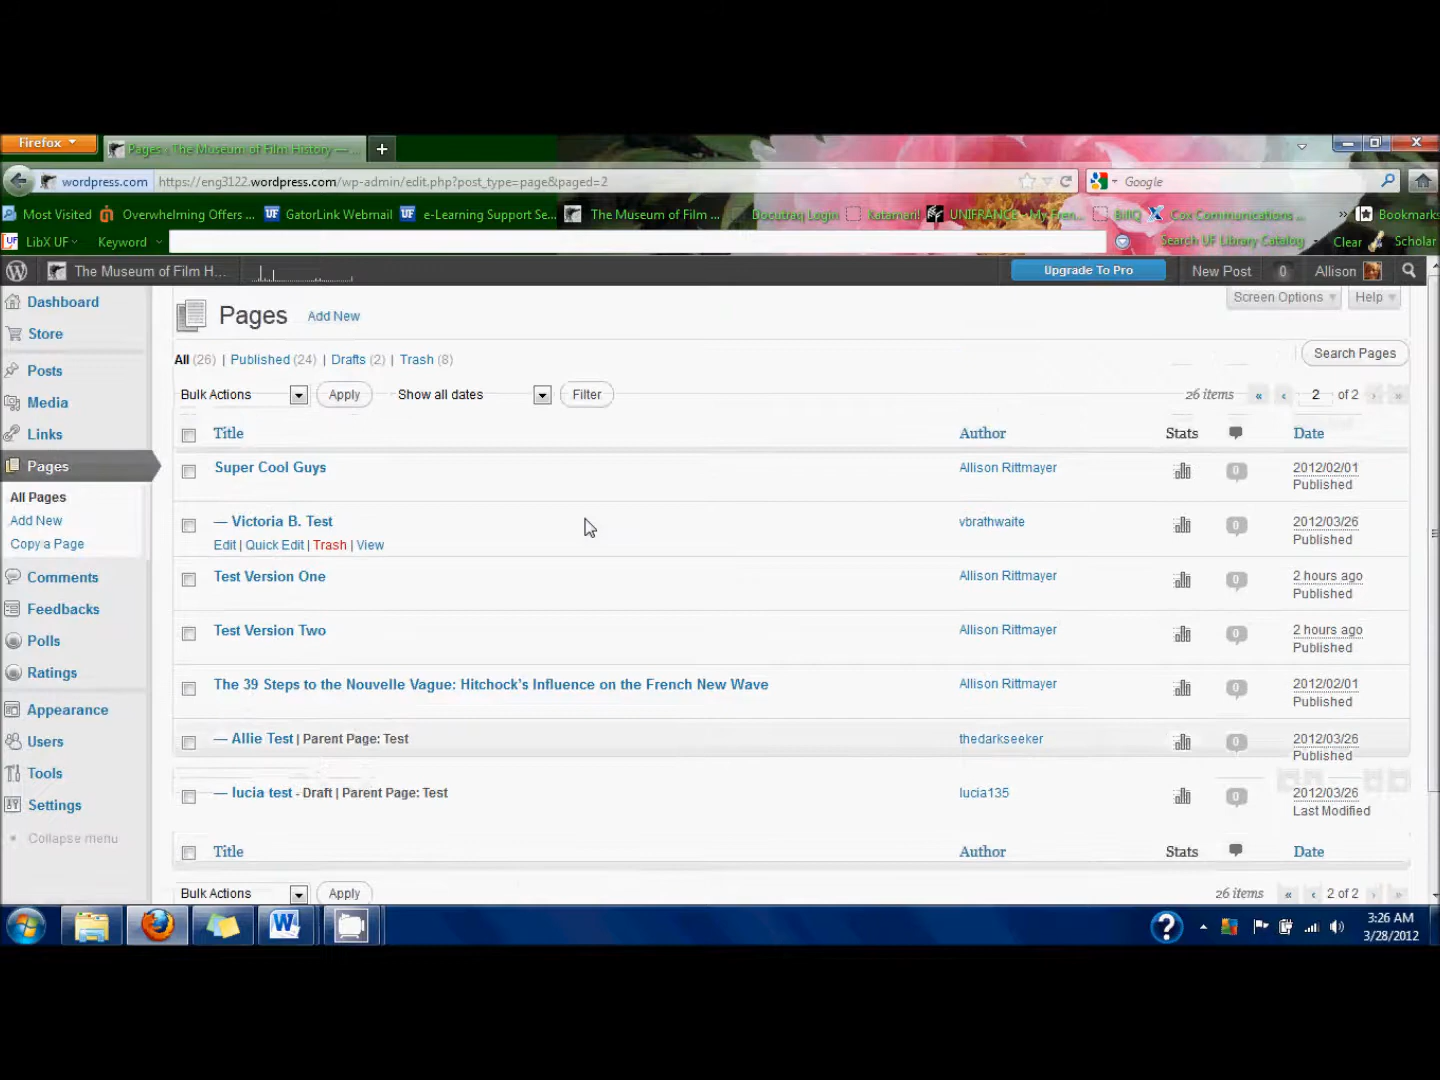 Firefox
Pages ‹ The Museum of Film History — ...
wordpress.com https://eng3122.wordpress.com/wp-admin/edit.php?post_type=page&paged=2
Google
Most Visited Overwhelming Offers ... GatorLink Webmail e-Learning Support Se... The Museum of Film ... Docutraq Login Katamari! UNIFRANCE - My Fren... BillQ Cox Communications ... » Bookmarks
LibX UF Keyword Search UF Library Catalog Clear Scholar
The Museum of Film H... Upgrade To Pro New Post 0 Allison
Dashboard
Store
Posts
Media
Links
Pages
All Pages
Add New
Copy a Page
Comments
Feedbacks
Polls
Ratings
Appearance
Users
Tools
Settings
Collapse menu
Screen Options Help
Pages Add New
All (26) | Published (24) | Drafts (2) | Trash (8)
Search Pages
Bulk Actions Apply Show all dates Filter 26 items « ‹ 2 of 2 › »
Title Author Stats Date
Super Cool Guys Allison Rittmayer 0 2012/02/01
Published
— Victoria B. Test vbrathwaite 0 2012/03/26
Edit | Quick Edit | Trash | View Published
Test Version One Allison Rittmayer 0 2 hours ago
Published
Test Version Two Allison Rittmayer 0 2 hours ago
Published
The 39 Steps to the Nouvelle Vague: Hitchock's Influence on the French New Wave Allison Rittmayer 0 2012/02/01
Published
— Allie Test | Parent Page: Test thedarkseeker 0 2012/03/26
Published
— lucia test - Draft | Parent Page: Test lucia135 0 2012/03/26
Last Modified
Title Author Stats Date
Bulk Actions Apply 26 items « ‹ 2 of 2 › »
3:26 AM
3/28/2012